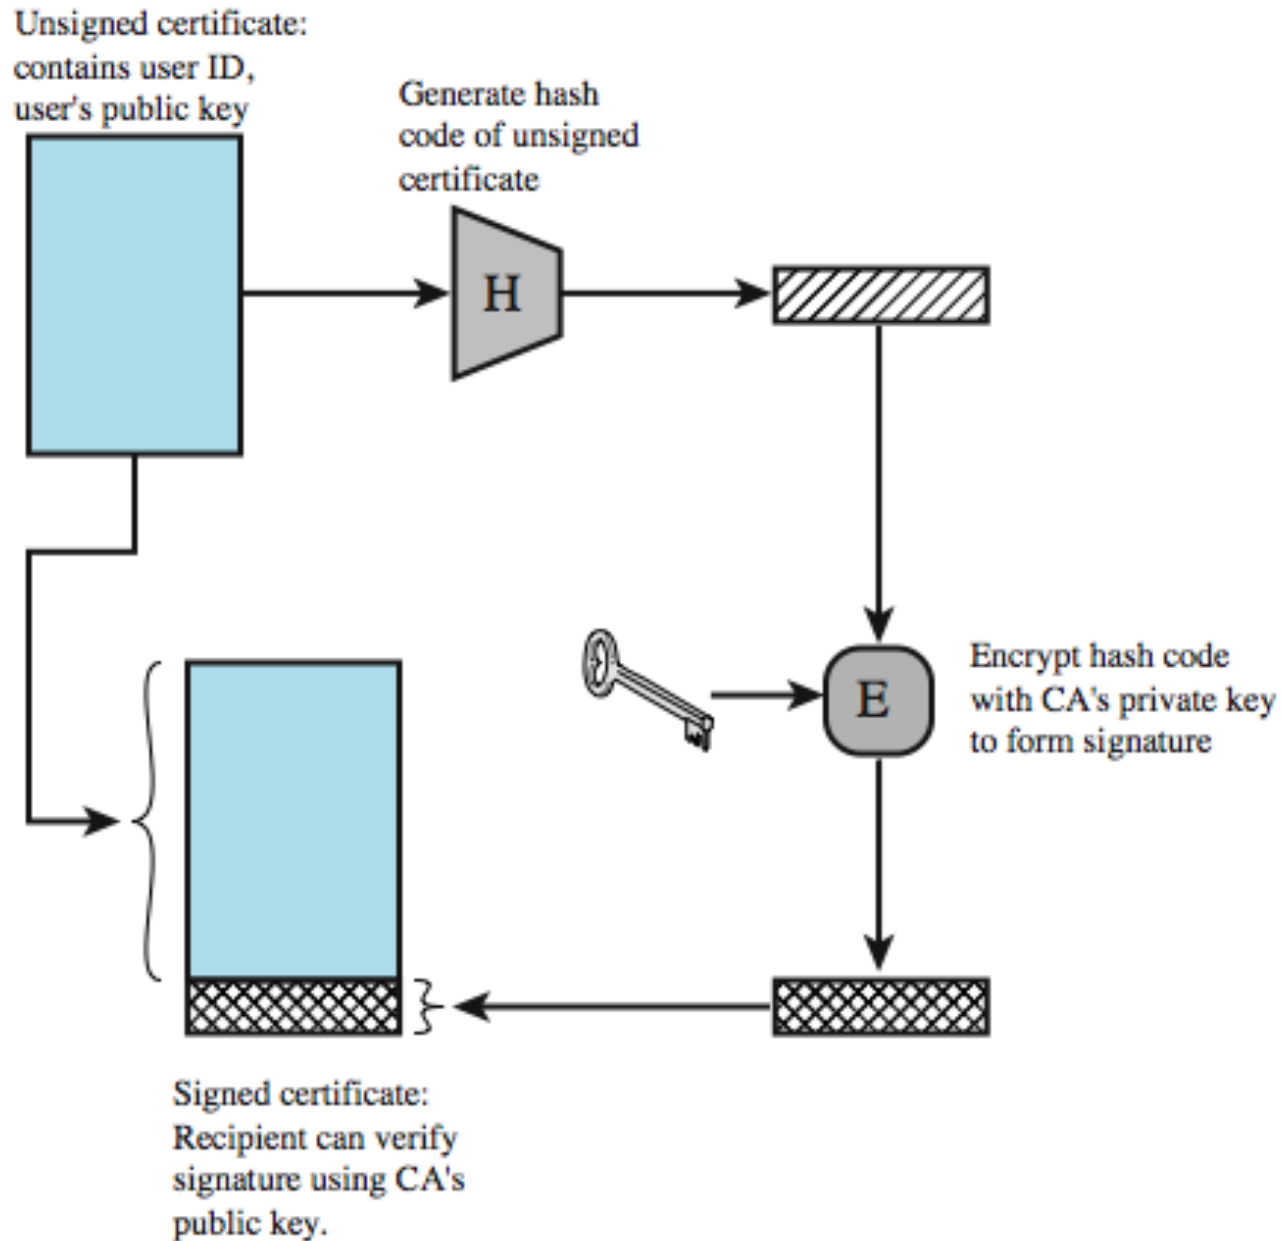 Unsigned certificate:
contains user ID,
user's public key
Generate hash
code of unsigned
certificate
H
E
Encrypt hash code
with CA's private key
to form signature
Signed certificate:
Recipient can verify
signature using CA's
public key.